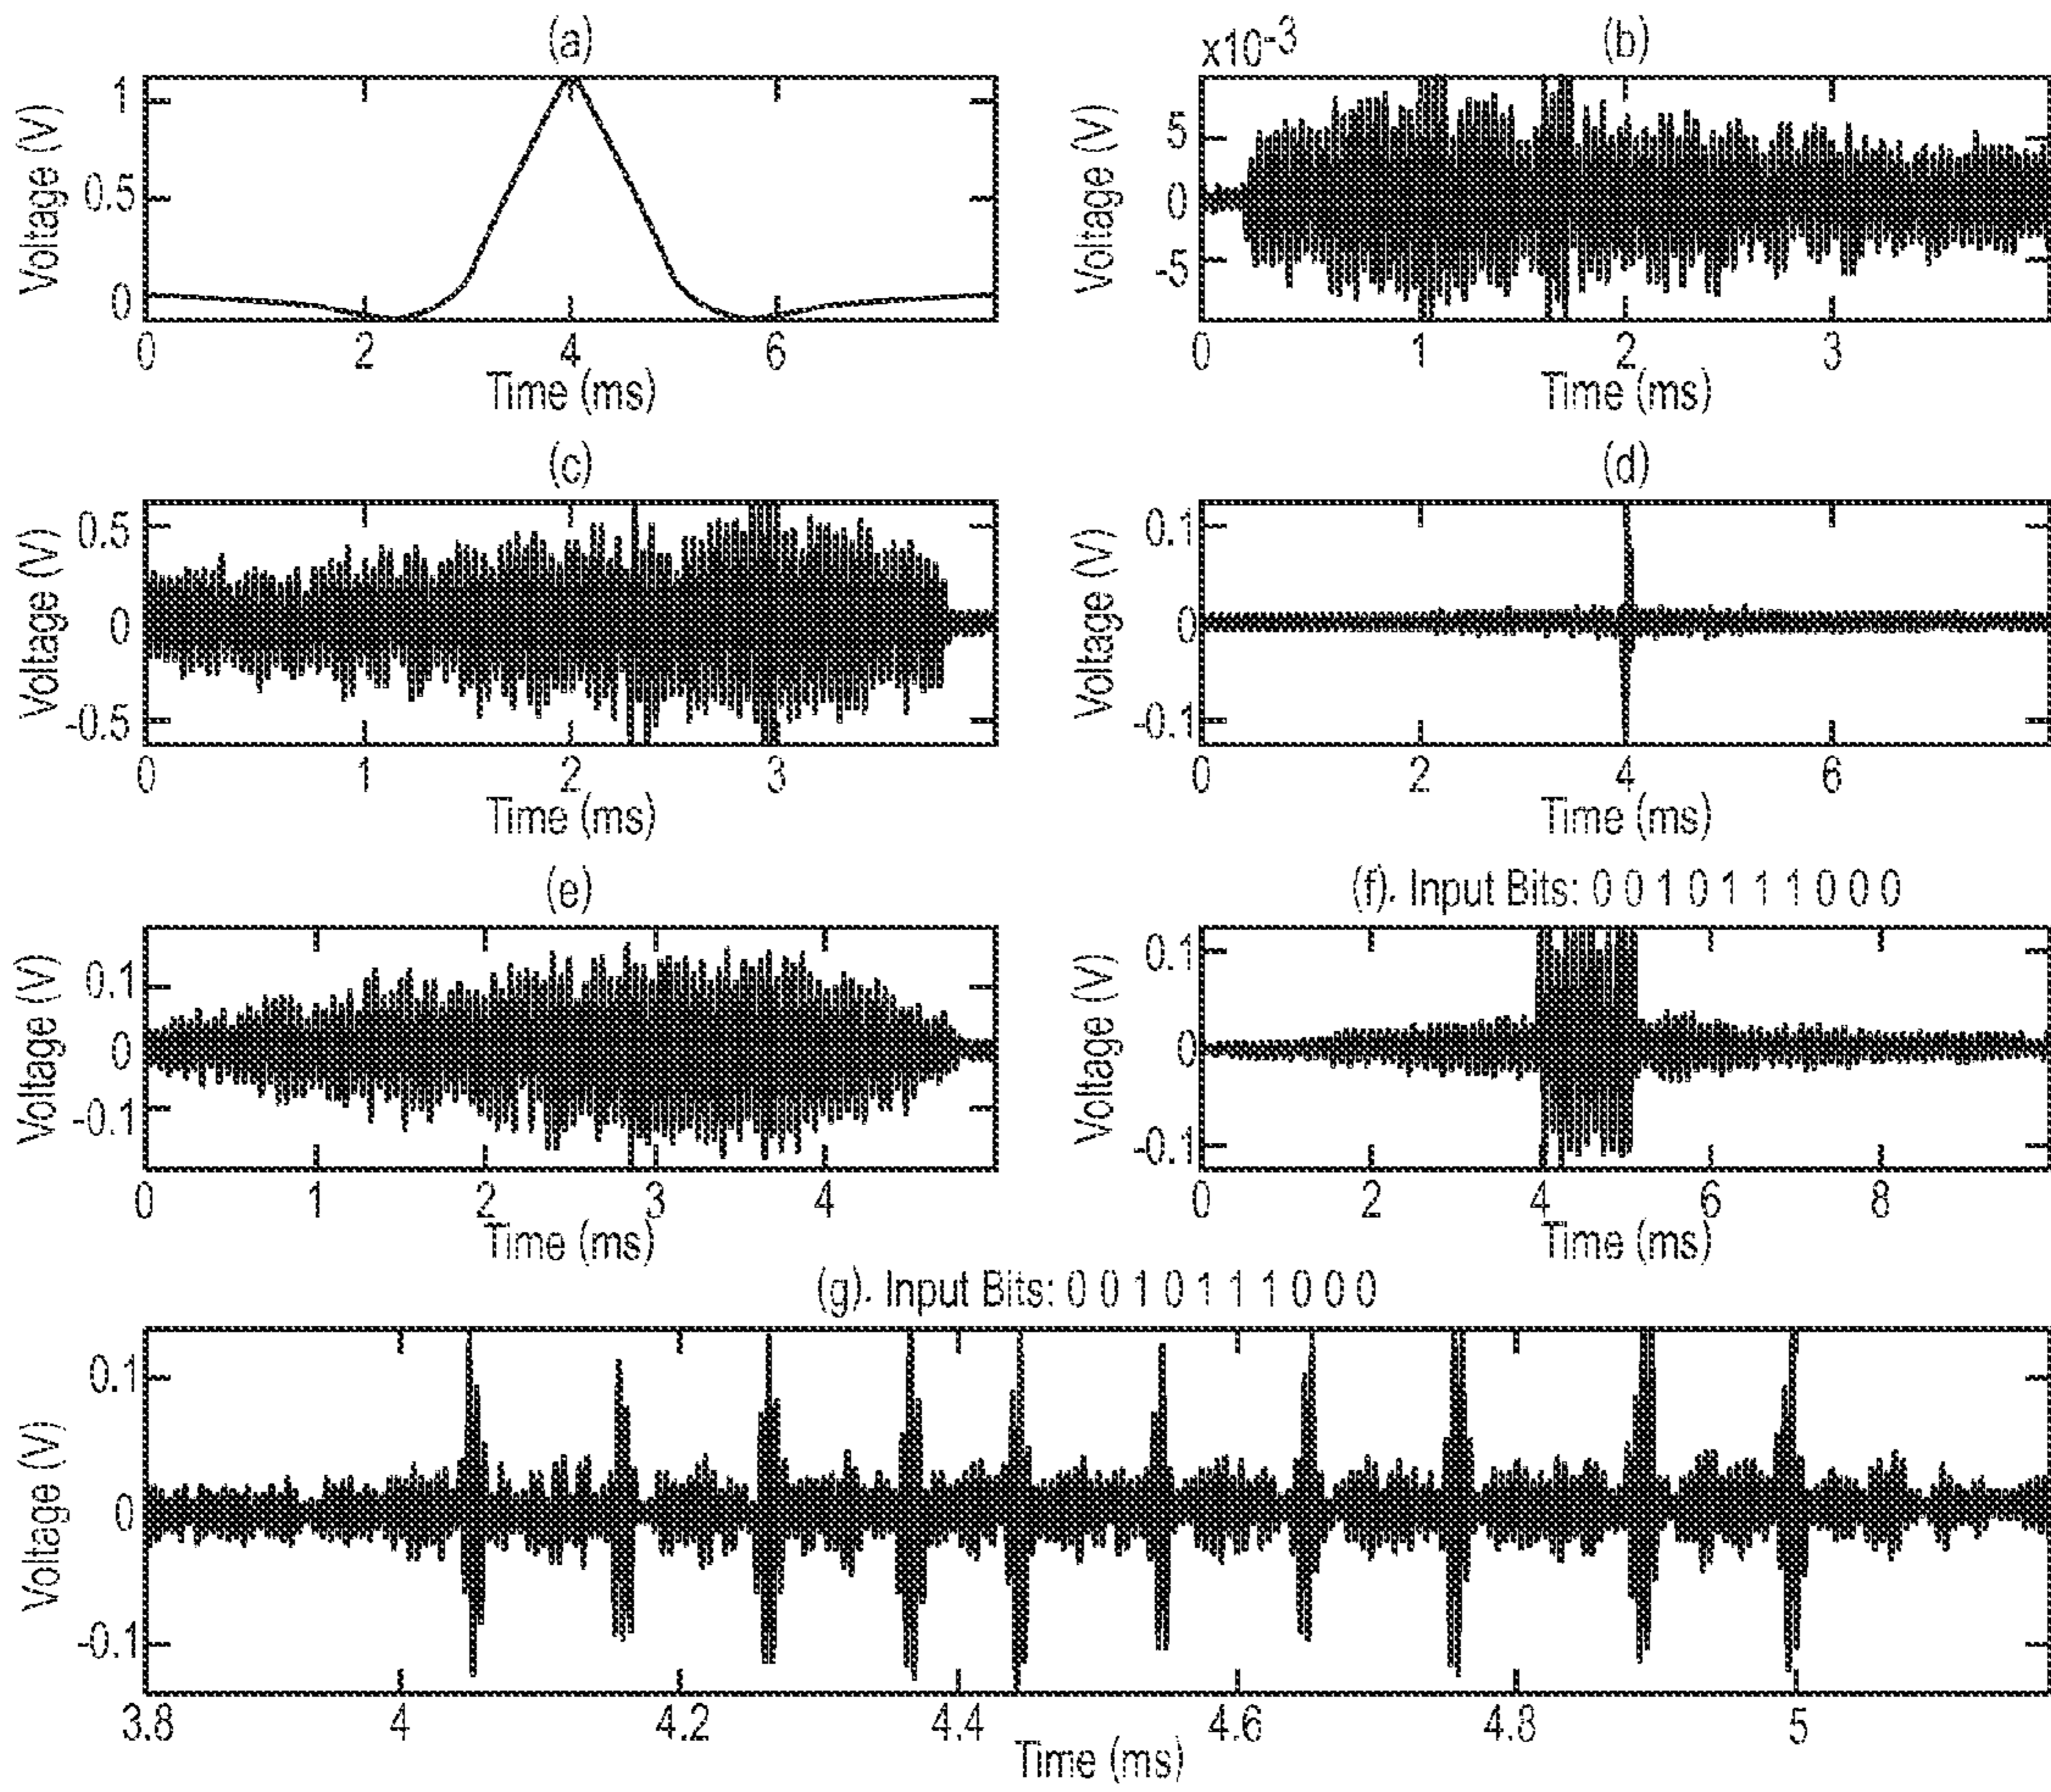 (a)
Voltage (V)
1
0.5
0
0 2 4 6
Time (ms)
(b)
x10-3
Voltage (V)
5
0
-5
0 1 2 3
Time (ms)
(c)
Voltage (V)
0.5
0
-0.5
0 1 2 3
Time (ms)
(d)
Voltage (V)
0.1
0
-0.1
0 2 4 6
Time (ms)
(e)
Voltage (V)
0.1
0
-0.1
0 1 2 3 4
Time (ms)
(f). Input Bits: 0 0 1 0 1 1 1 0 0 0
Voltage (V)
0.1
0
-0.1
0 2 4 6 8
Time (ms)
(g). Input Bits: 0 0 1 0 1 1 1 0 0 0
Voltage (V)
0.1
0
-0.1
3.8 4 4.2 4.4 4.6 4.8 5
Time (ms)